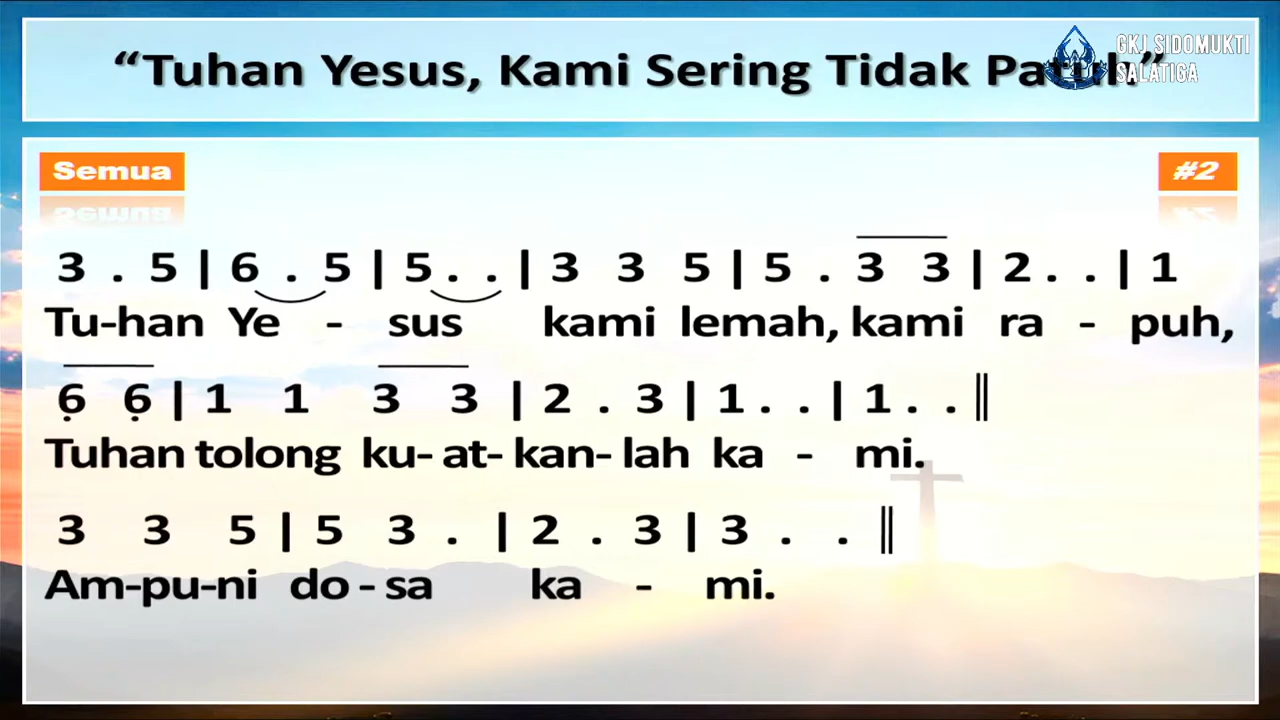 “Tuhan Yesus, Kami Sering Tidak
GKJ SIDOMUKTI
SALATIGA
Semua
#2
3 . 5 | 6 . 5 | 5 . . | 3 3 5 | 5 . 3 3 | 2 . . | 1
Tu-han Ye - sus kami lemah, kami ra - puh,
6̣ 6̣ | 1 1 3 3 | 2 . 3 | 1 . . | 1 . . ‖
Tuhan tolong ku- at- kan- lah ka - mi.
3 3 5 | 5 3 . | 2 . 3 | 3 . . ‖
Am-pu-ni do - sa ka - mi.